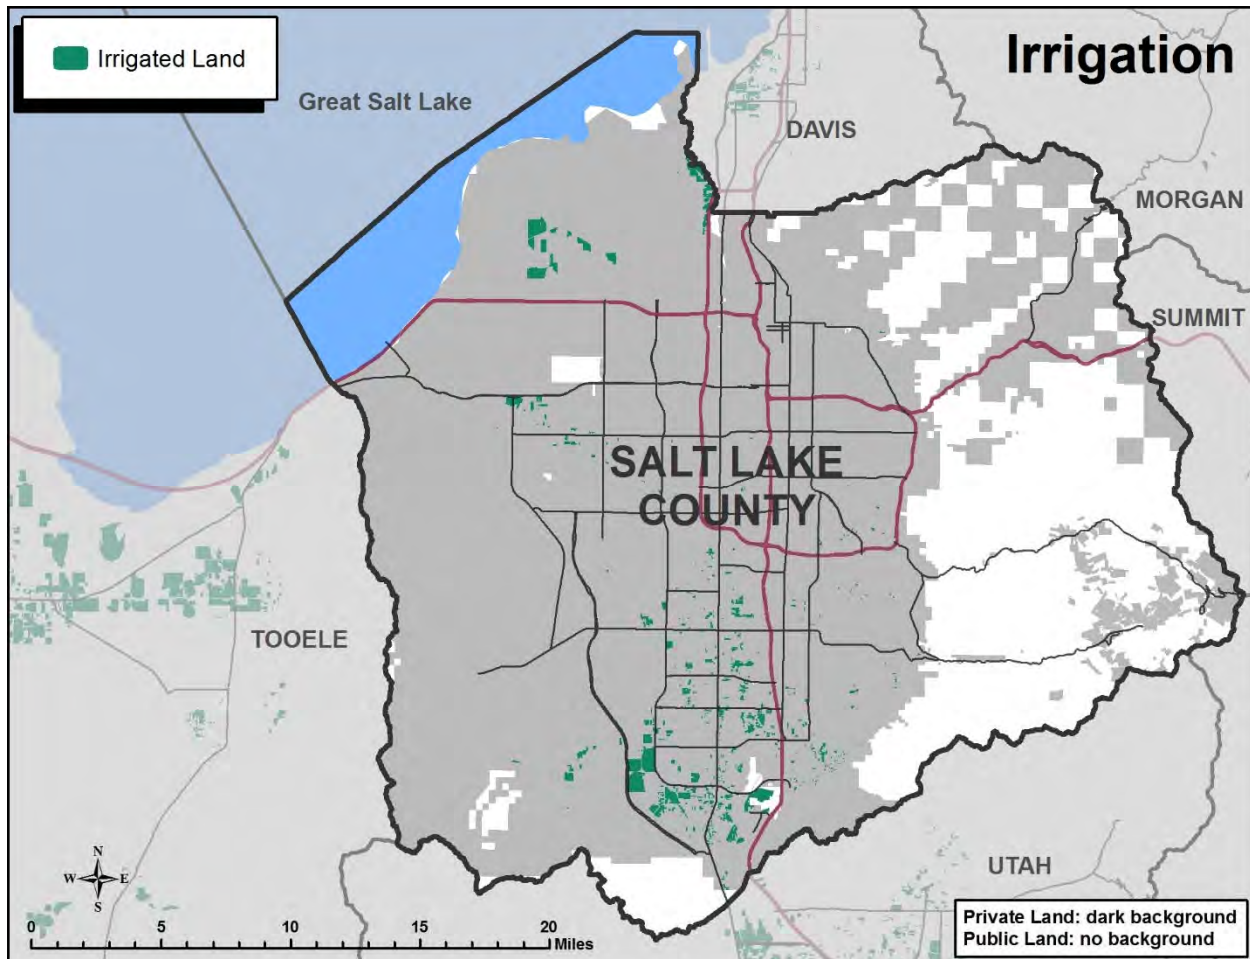 Irrigated Land
Irrigation
Great Salt Lake
DAVIS
MORGAN
SUMMIT
SALT LAKE
COUNTY
TOOELE
UTAH
N
W E
S
0 5 10 15 20
Miles
Private Land: dark background
Public Land: no background